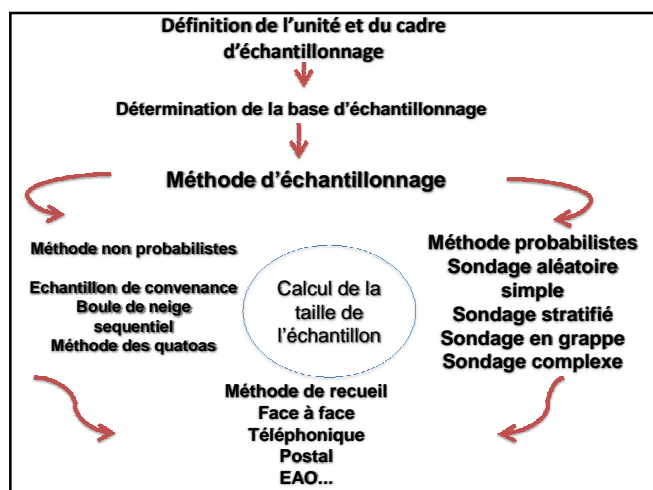 Définition de l'unité et du cadre
d'échantillonnage
Détermination de la base d'échantillonnage
Méthode d'échantillonnage
Méthode non probabilistes
Echantillon de convenance
Boule de neige
sequentiel
Méthode des quatoas
Calcul de la
taille de
l'échantillon
Méthode probabilistes
Sondage aléatoire
simple
Sondage stratifié
Sondage en grappe
Sondage complexe
Méthode de recueil
Face à face
Téléphonique
Postal
EAO...